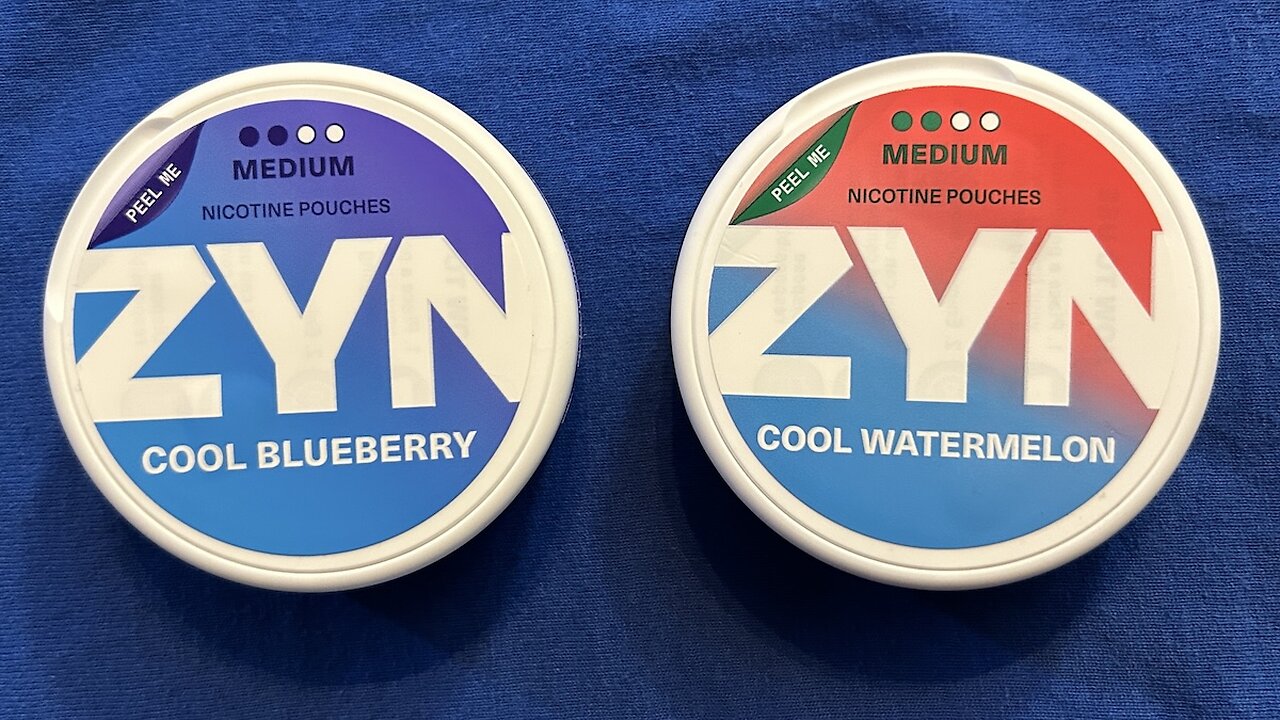 MEDIUM
PEEL ME
NICOTINE POUCHES
ZYN
COOL BLUEBERRY
MEDIUM
PEEL ME
NICOTINE POUCHES
ZYN
COOL WATERMELON